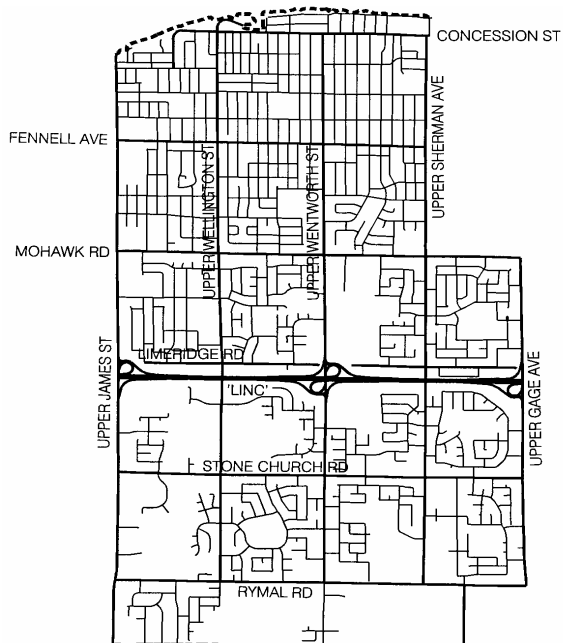 CONCESSION ST
FENNELL AVE
UPPER SHERMAN AVE
UPPER WELLINGTON ST
UPPER WENTWORTH ST
MOHAWK RD
LIMERIDGE RD
UPPER JAMES ST
'LINC'
UPPER GAGE AVE
STONE CHURCH RD
RYMAL RD